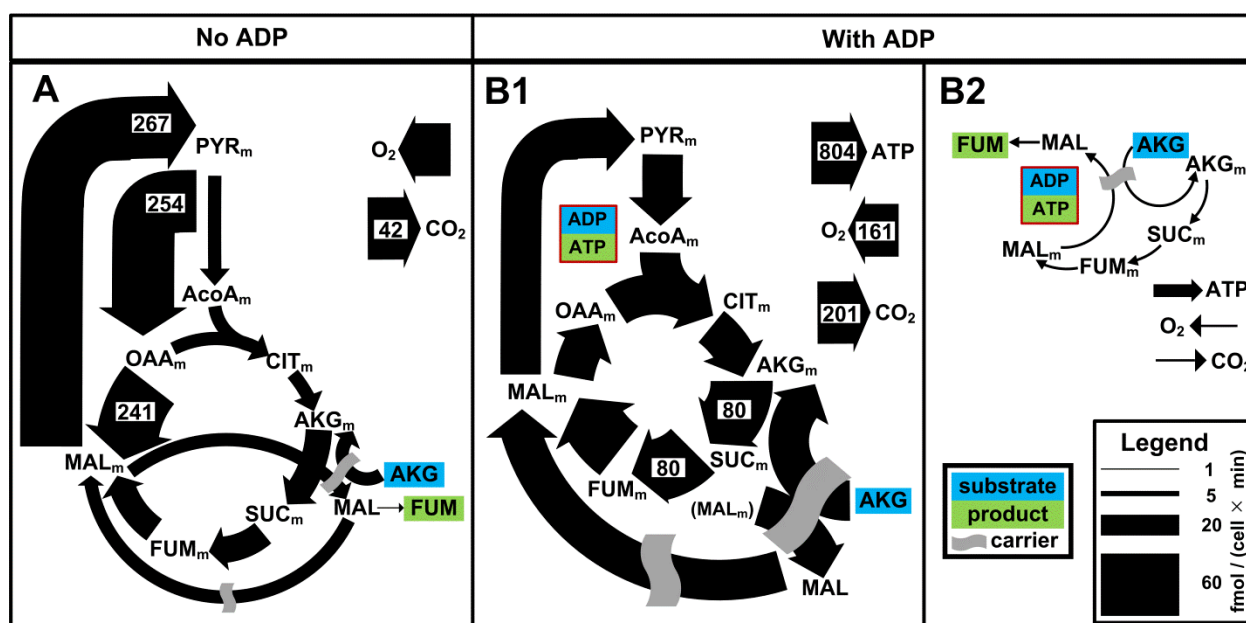 No ADP
With ADP
A
267
PYRm
254
O2
42
CO2
AcoAm
OAAm
CITm
241
AKGm
MALm
AKG
SUCm
MAL
FUM
FUMm
B1
PYRm
804
ATP
ADP
ATP
AcoAm
O2
161
OAAm
CITm
201
CO2
AKGm
MALm
80
SUCm
80
FUMm
(MALm)
AKG
MAL
B2
FUM
MAL
AKG
AKGm
ADP
ATP
SUCm
MALm
FUMm
ATP
O2
CO2
substrate
product
carrier
Legend
1
5
20
60
fmol / (cell × min)